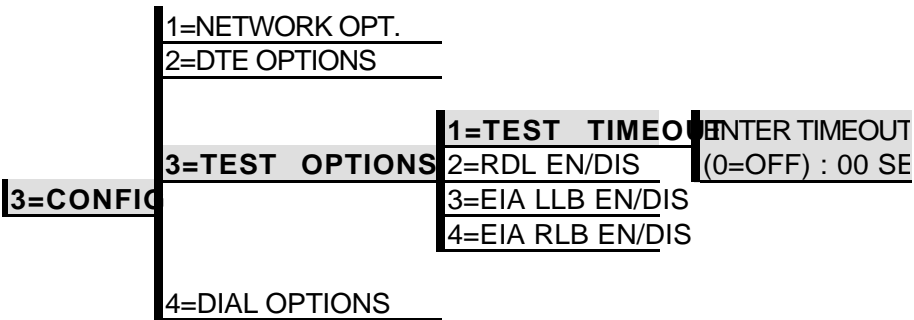 1=NETWORK OPT.
2=DTE OPTIONS
1=TEST TIMEOUT
ENTER TIMEOUT
3=TEST OPTIONS
2=RDL EN/DIS
(0=OFF) : 00 SE
3=CONFIG
3=EIA LLB EN/DIS
4=EIA RLB EN/DIS
4=DIAL OPTIONS